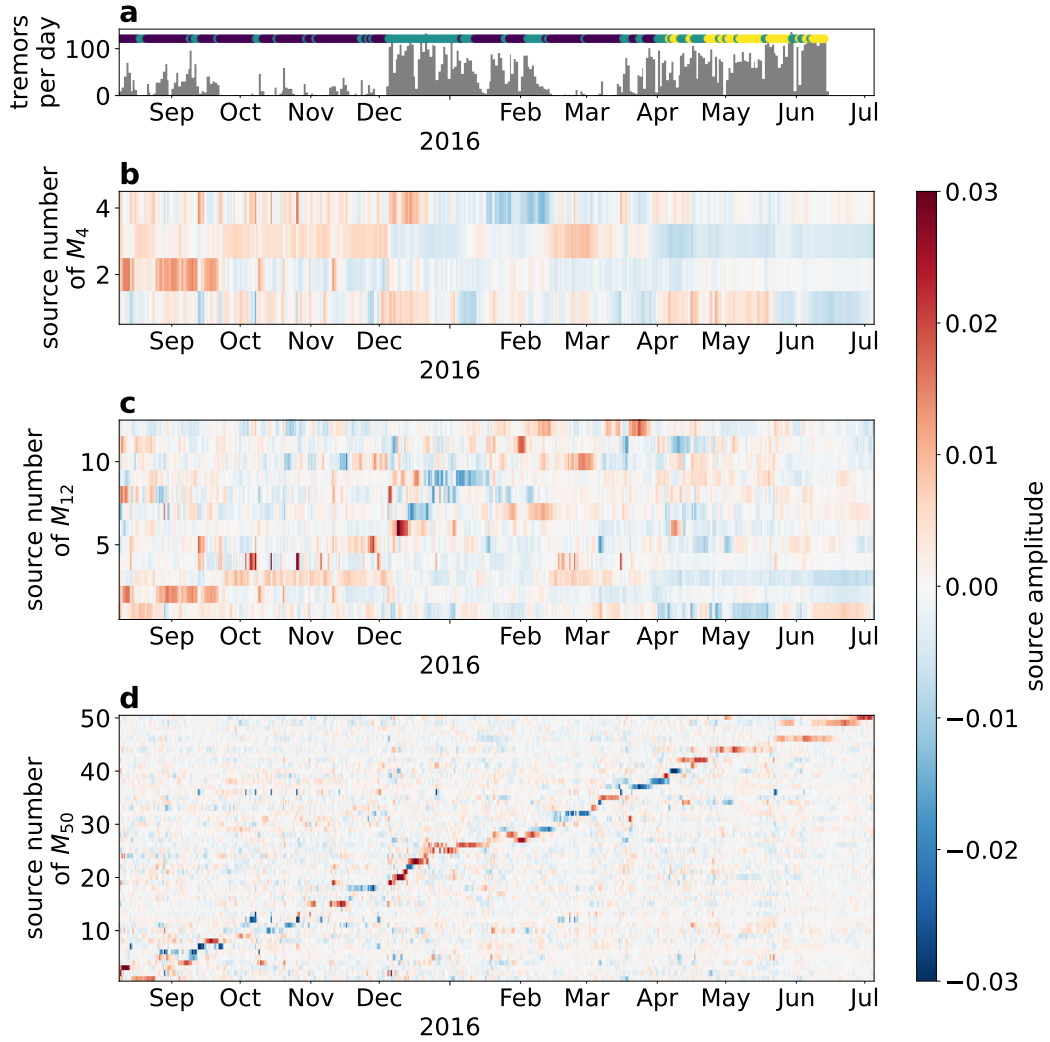 a
tremors
per day
100
0
Sep Oct Nov Dec Feb Mar Apr May Jun Jul
2016
b
source number
of M4
4
2
Sep Oct Nov Dec Feb Mar Apr May Jun Jul
2016
c
source number
of M12
10
5
Sep Oct Nov Dec Feb Mar Apr May Jun Jul
2016
d
source number
of M50
50
40
30
20
10
Sep Oct Nov Dec Feb Mar Apr May Jun Jul
2016
0.03
0.02
0.01
0.00
−0.01
−0.02
−0.03
source amplitude